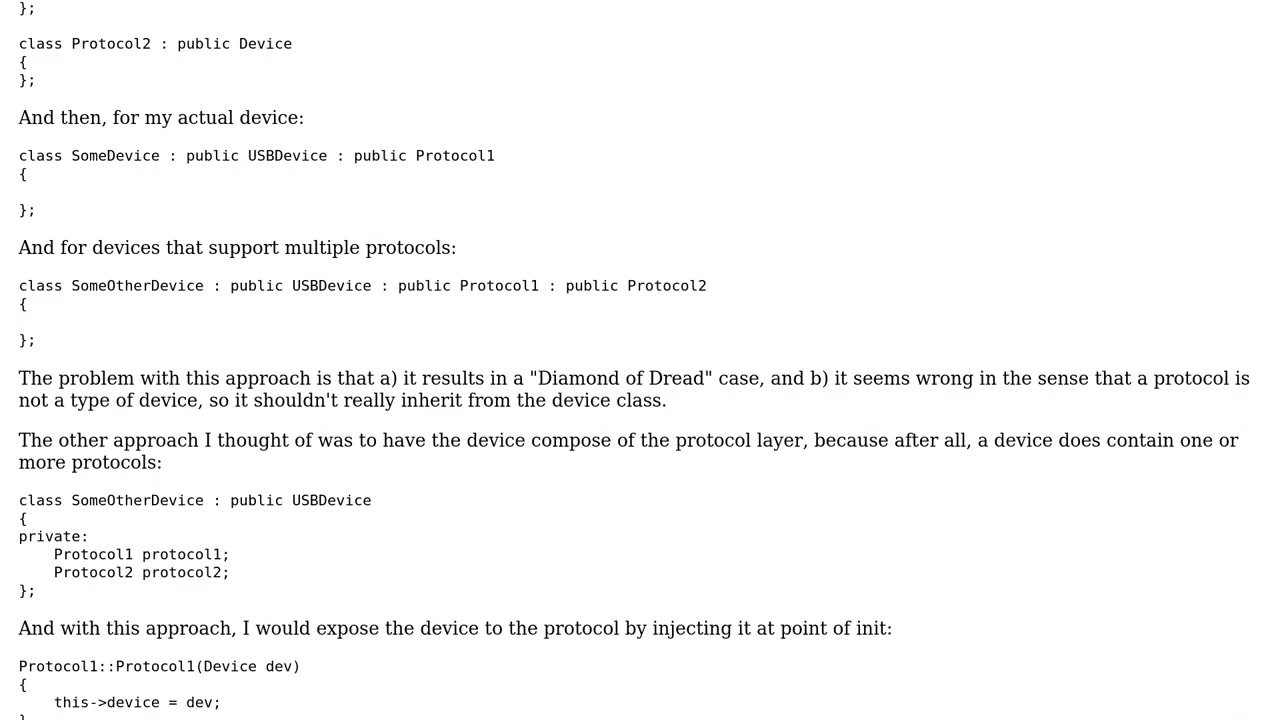 };
class Protocol2 : public Device
{
};
And then, for my actual device:
class SomeDevice : public USBDevice : public Protocol1
{
};
And for devices that support multiple protocols:
class SomeOtherDevice : public USBDevice : public Protocol1 : public Protocol2
{
};
The problem with this approach is that a) it results in a "Diamond of Dread" case, and b) it seems wrong in the sense that a protocol is
not a type of device, so it shouldn't really inherit from the device class.
The other approach I thought of was to have the device compose of the protocol layer, because after all, a device does contain one or
more protocols:
class SomeOtherDevice : public USBDevice
{
private:
    Protocol1 protocol1;
    Protocol2 protocol2;
};
And with this approach, I would expose the device to the protocol by injecting it at point of init:
Protocol1::Protocol1(Device dev)
{
    this->device = dev;
}